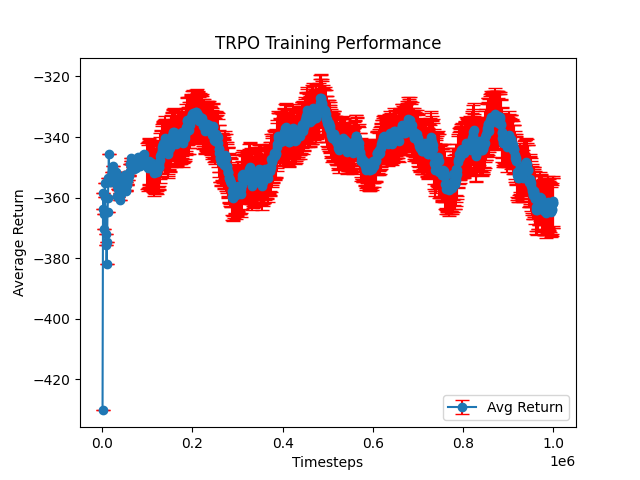 TRPO Training Performance
Average Return
−320
−340
−360
−380
−400
−420
0.0 0.2 0.4 0.6 0.8 1.0
1e6
Timesteps
Avg Return